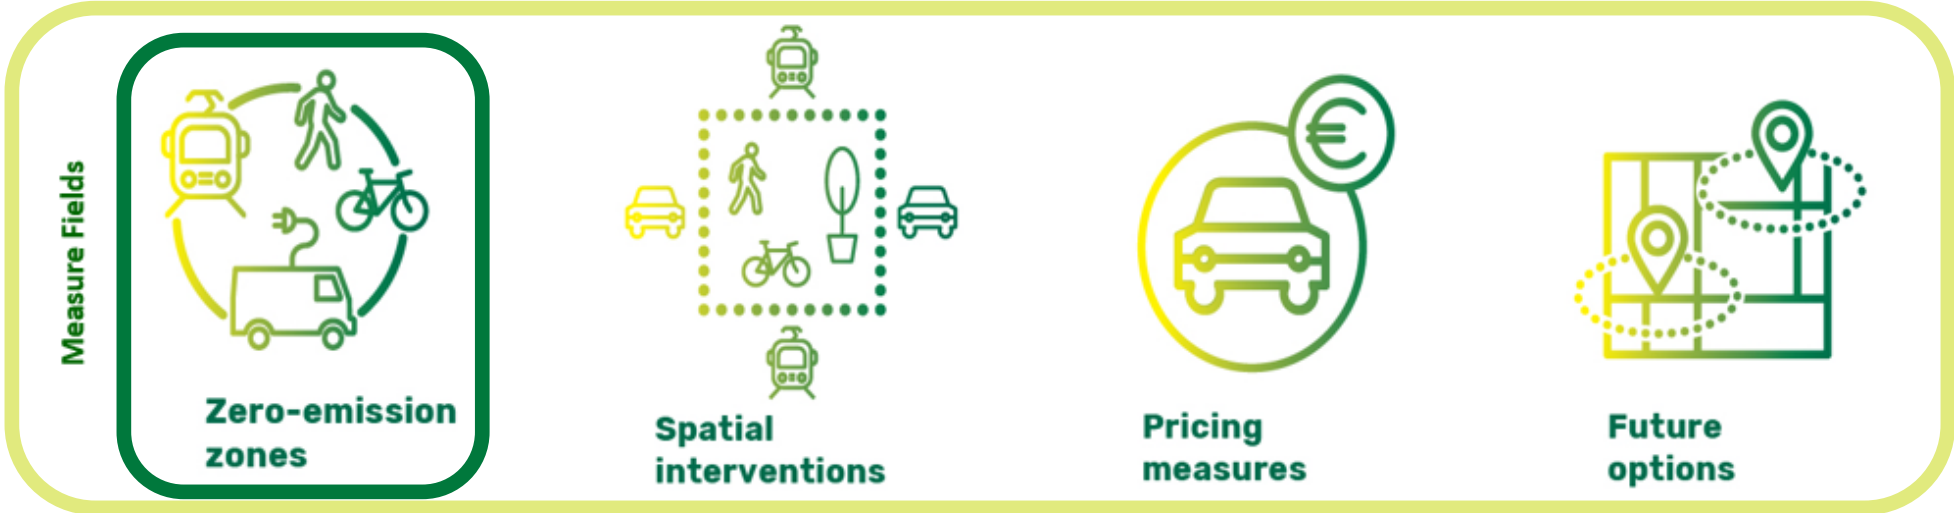 Measure Fields
Zero-emission
zones
Spatial
interventions
Pricing
measures
Future
options